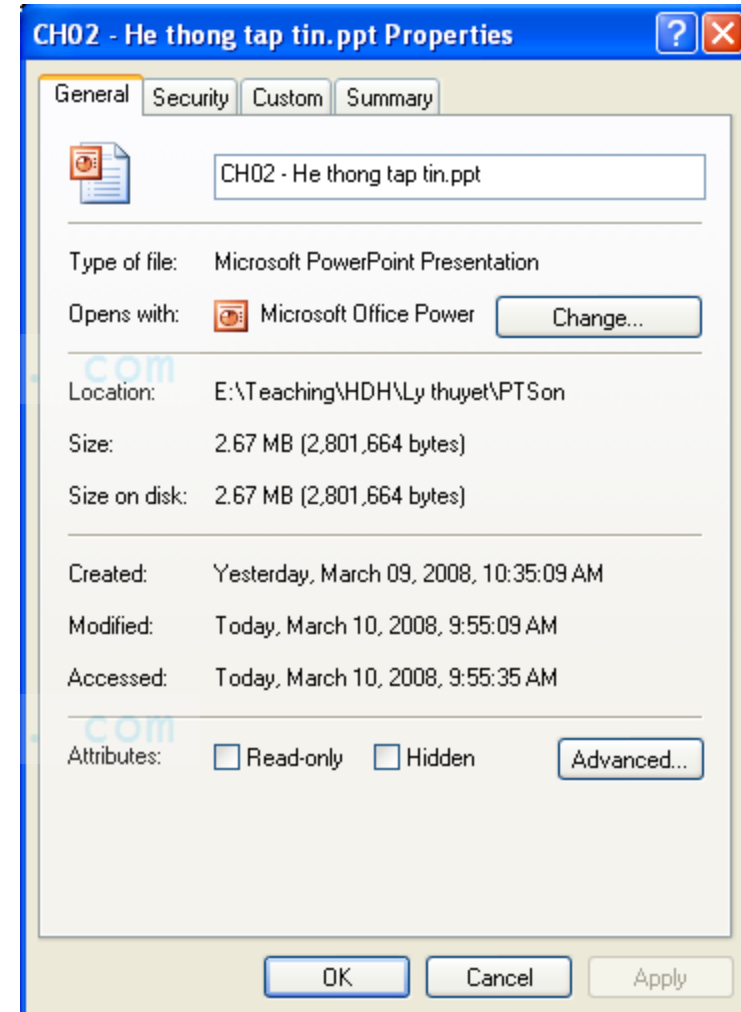 CH02 - He thong tap tin.ppt Properties
General Security Custom Summary
CH02 - He thong tap tin.ppt
Type of file: Microsoft PowerPoint Presentation
Opens with: Microsoft Office Power Change...
. com
Location: E:\Teaching\HDH\Ly thuyet\PTSon
Size: 2.67 MB (2,801,664 bytes)
Size on disk: 2.67 MB (2,801,664 bytes)
Created: Yesterday, March 09, 2008, 10:35:09 AM
Modified: Today, March 10, 2008, 9:55:09 AM
Accessed: Today, March 10, 2008, 9:55:35 AM
. com
Attributes: Read-only Hidden Advanced...
OK Cancel Apply